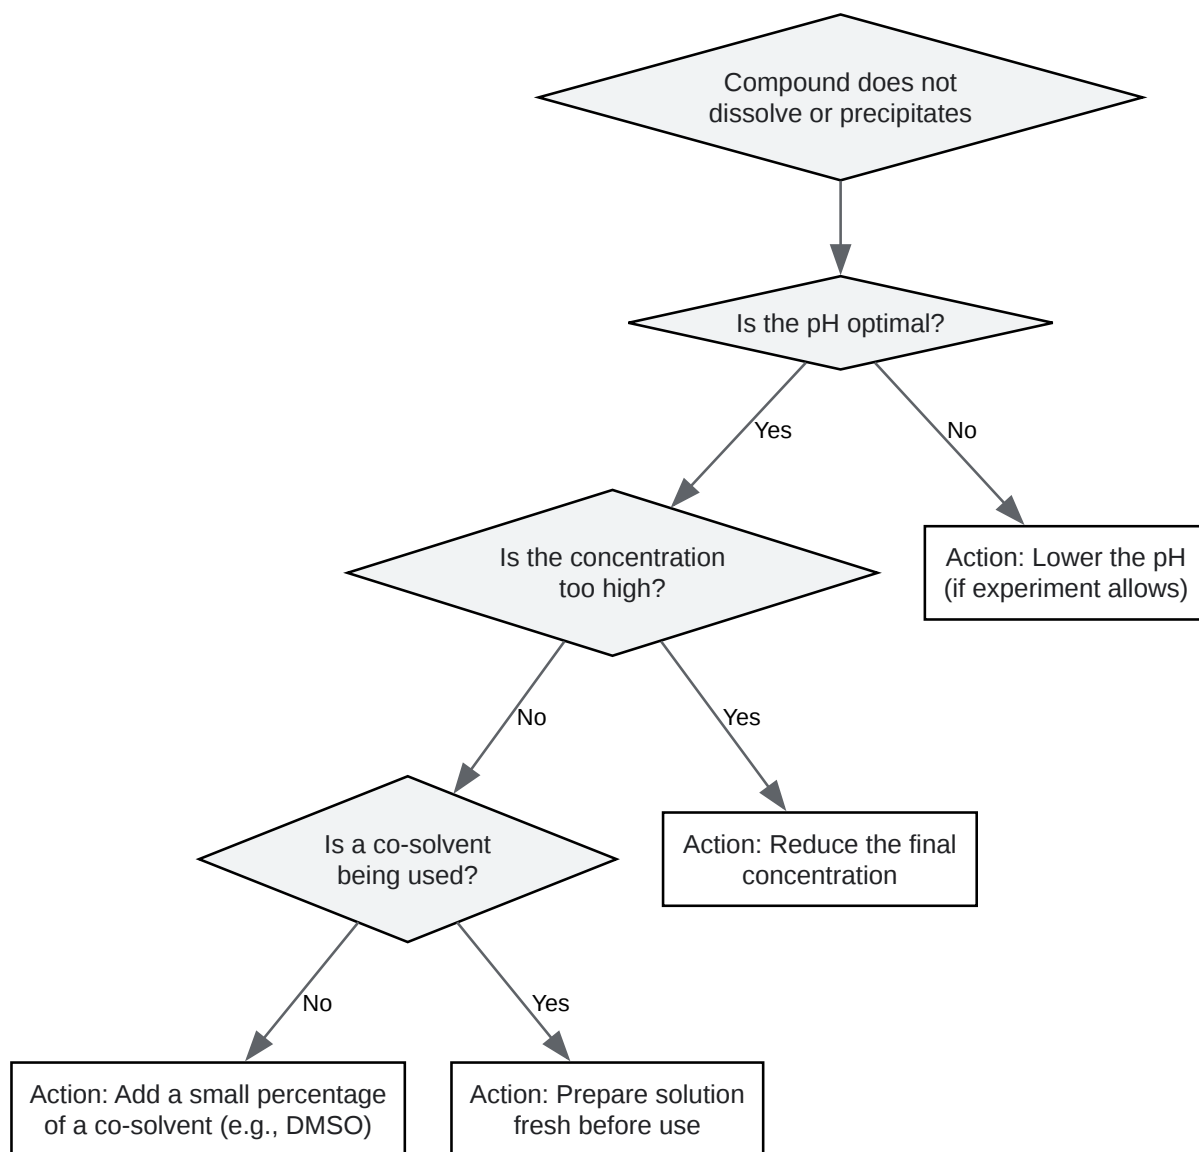 Compound does not
dissolve or precipitates
Is the pH optimal?
Yes
No
Is the concentration
too high?
Action: Lower the pH
(if experiment allows)
No
Yes
Is a co-solvent
being used?
Action: Reduce the final
concentration
No
Yes
Action: Add a small percentage
of a co-solvent (e.g., DMSO)
Action: Prepare solution
fresh before use